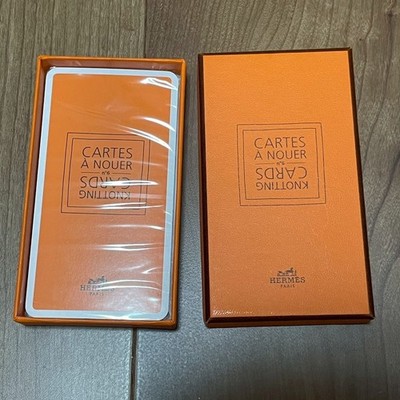 CARTES
À NOUER
KNOTTING
CARDS
HERMÈS
PARIS
CARTES
À NOUER
KNOTTING
CARDS
HERMÈS
PARIS